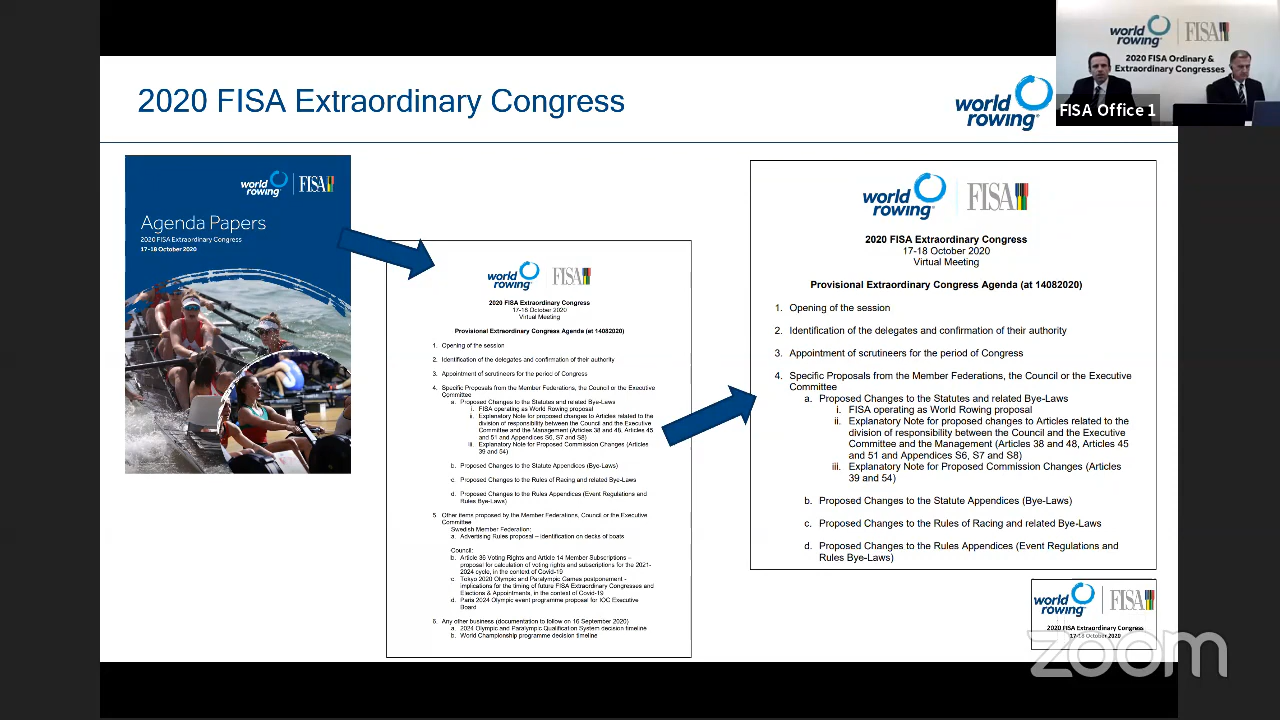 2020 FISA Extraordinary Congress
world
rowing
world
rowing
FISA
2020 FISA Ordinary &
Extraordinary Congresses
FISA Office 1
world
rowing
FISA
Agenda Papers
2020 FISA Extraordinary Congress
17-18 October 2020
world
rowing
FISA
2020 FISA Extraordinary Congress
17-18 October 2020
Virtual Meeting
Provisional Extraordinary Congress Agenda (at 14082020)
1. Opening of the session
2. Identification of the delegates and confirmation of their authority
3. Appointment of scrutineers for the period of Congress
4. Specific Proposals from the Member Federations, the Council or the Executive
Committee
a. Proposed Changes to the Statutes and related Bye-Laws
i. FISA operating as World Rowing proposal
ii. Explanatory Note for proposed changes to Articles related to the
division of responsibility between the Council and the Executive
Committee and the Management (Articles 38 and 48, Articles 45
and 51 and Appendices S6, S7 and S8)
iii. Explanatory Note for Proposed Commission Changes (Articles
39 and 54)
b. Proposed Changes to the Statute Appendices (Bye-Laws)
c. Proposed Changes to the Rules of Racing and related Bye-Laws
d. Proposed Changes to the Rules Appendices (Event Regulations and
Rules Bye-Laws)
5. Other items proposed by the Member Federations, Council or the Executive
Committee
Swedish Member Federation:
a. Advertising Rules proposal – identification on decks of boats
Council:
b. Article 36 Voting Rights and Article 14 Member Subscriptions –
proposal for calculation of voting rights and subscriptions for the 2021-
2024 cycle, in the context of Covid-19
c. Tokyo 2020 Olympic and Paralympic Games postponement -
implications for the timing of future FISA Extraordinary Congresses and
Elections & Appointments, in the context of Covid-19
d. Paris 2024 Olympic event programme proposal for IOC Executive
Board
6. Any other business (documentation to follow on 16 September 2020)
a. 2024 Olympic and Paralympic Qualification System decision timeline
b. World Championship programme decision timeline
world
rowing
FISA
2020 FISA Extraordinary Congress
17-18 October 2020
Virtual Meeting
Provisional Extraordinary Congress Agenda (at 14082020)
1. Opening of the session
2. Identification of the delegates and confirmation of their authority
3. Appointment of scrutineers for the period of Congress
4. Specific Proposals from the Member Federations, the Council or the Executive
Committee
a. Proposed Changes to the Statutes and related Bye-Laws
i. FISA operating as World Rowing proposal
ii. Explanatory Note for proposed changes to Articles related to the
division of responsibility between the Council and the Executive
Committee and the Management (Articles 38 and 48, Articles 45
and 51 and Appendices S6, S7 and S8)
iii. Explanatory Note for Proposed Commission Changes (Articles
39 and 54)
b. Proposed Changes to the Statute Appendices (Bye-Laws)
c. Proposed Changes to the Rules of Racing and related Bye-Laws
d. Proposed Changes to the Rules Appendices (Event Regulations and
Rules Bye-Laws)
world
rowing
FISA
2020 FISA Extraordinary Congress
17-18 October 2020
zoom